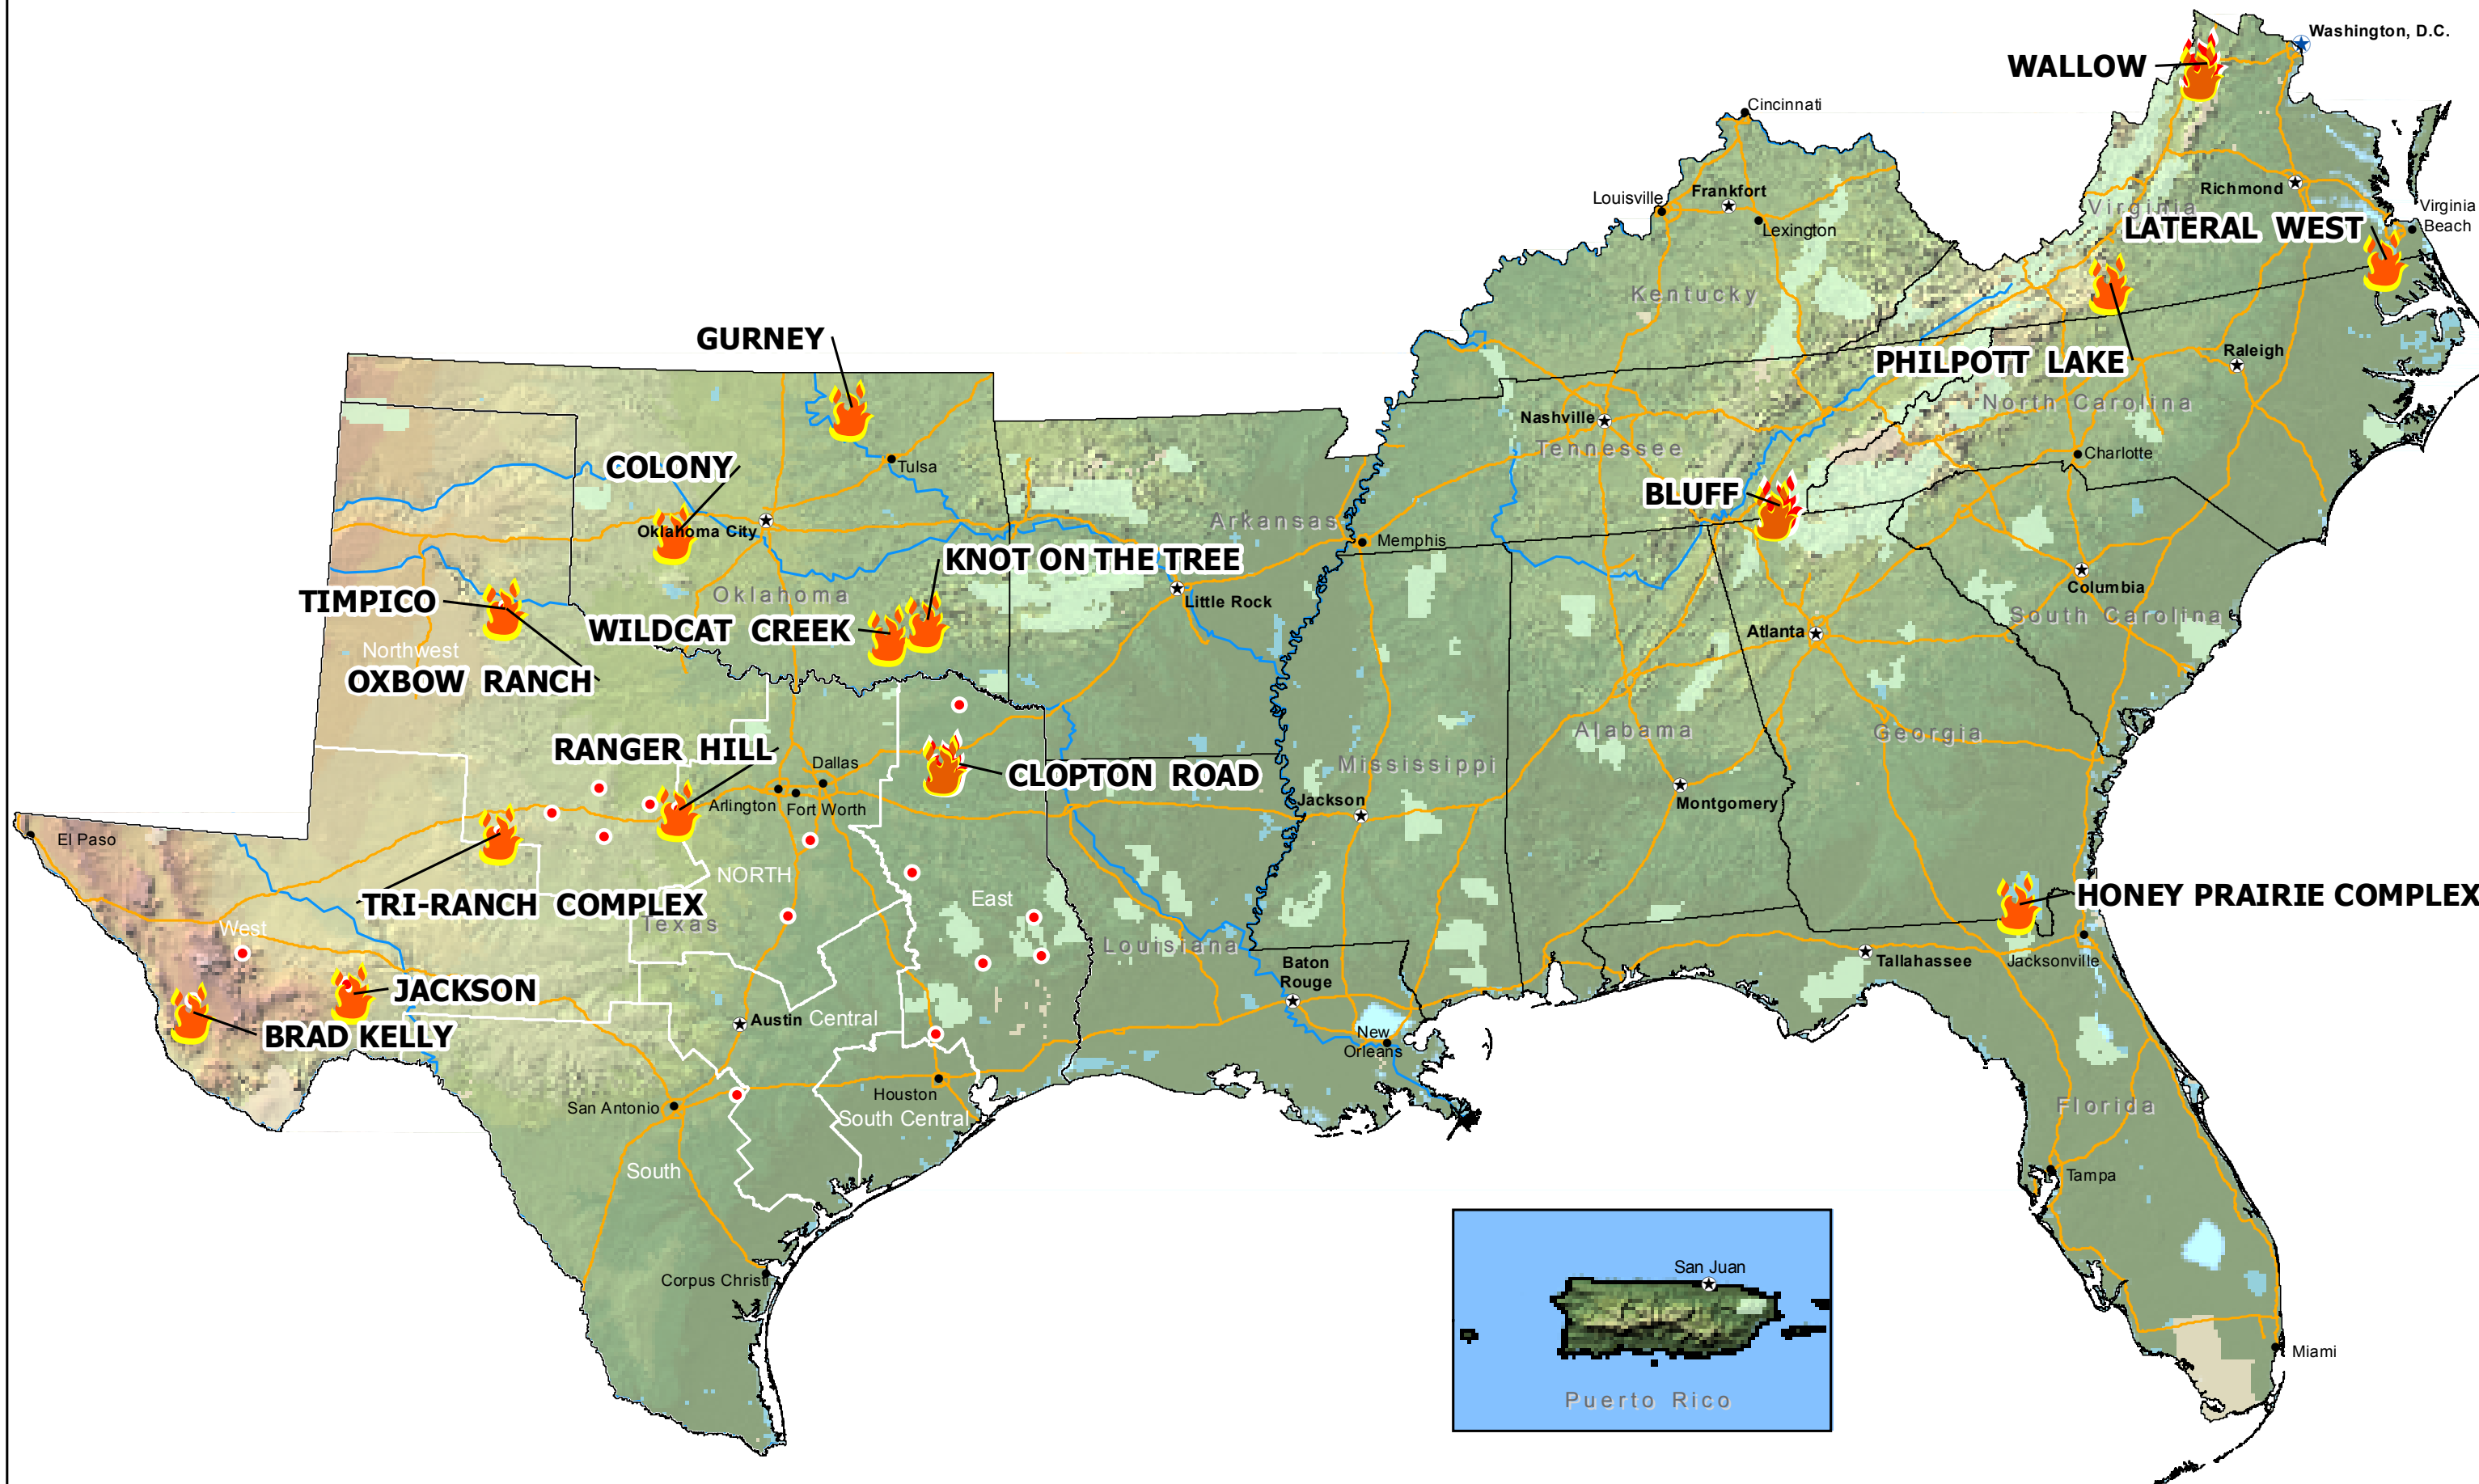 Washington, D.C.
WALLOW
Cincinnati
Richmond
Louisville
Frankfort
Virginia
Virginia
Beach
Lexington
LATERAL WEST
Kentucky
GURNEY
PHILPOTT LAKE
Raleigh
North Carolina
Nashville
Tennessee
Charlotte
COLONY
Tulsa
BLUFF
Oklahoma City
Arkansas
Memphis
KNOT ON THE TREE
Columbia
TIMPICO
Oklahoma
Little Rock
South Carolina
WILDCAT CREEK
Atlanta
Northwest
OXBOW RANCH
Alabama
Georgia
RANGER HILL
Dallas
CLOPTON ROAD
Mississippi
Arlington
Fort Worth
Jackson
Montgomery
El Paso
NORTH
TRI-RANCH COMPLEX
East
HONEY PRAIRIE COMPLEX
West
Texas
Louisiana
Baton
Rouge
Tallahassee
Jacksonville
JACKSON
BRAD KELLY
Austin
Central
New
Orleans
San Antonio
Houston
South Central
Florida
South
Tampa
Corpus Christi
San Juan
Miami
Puerto Rico